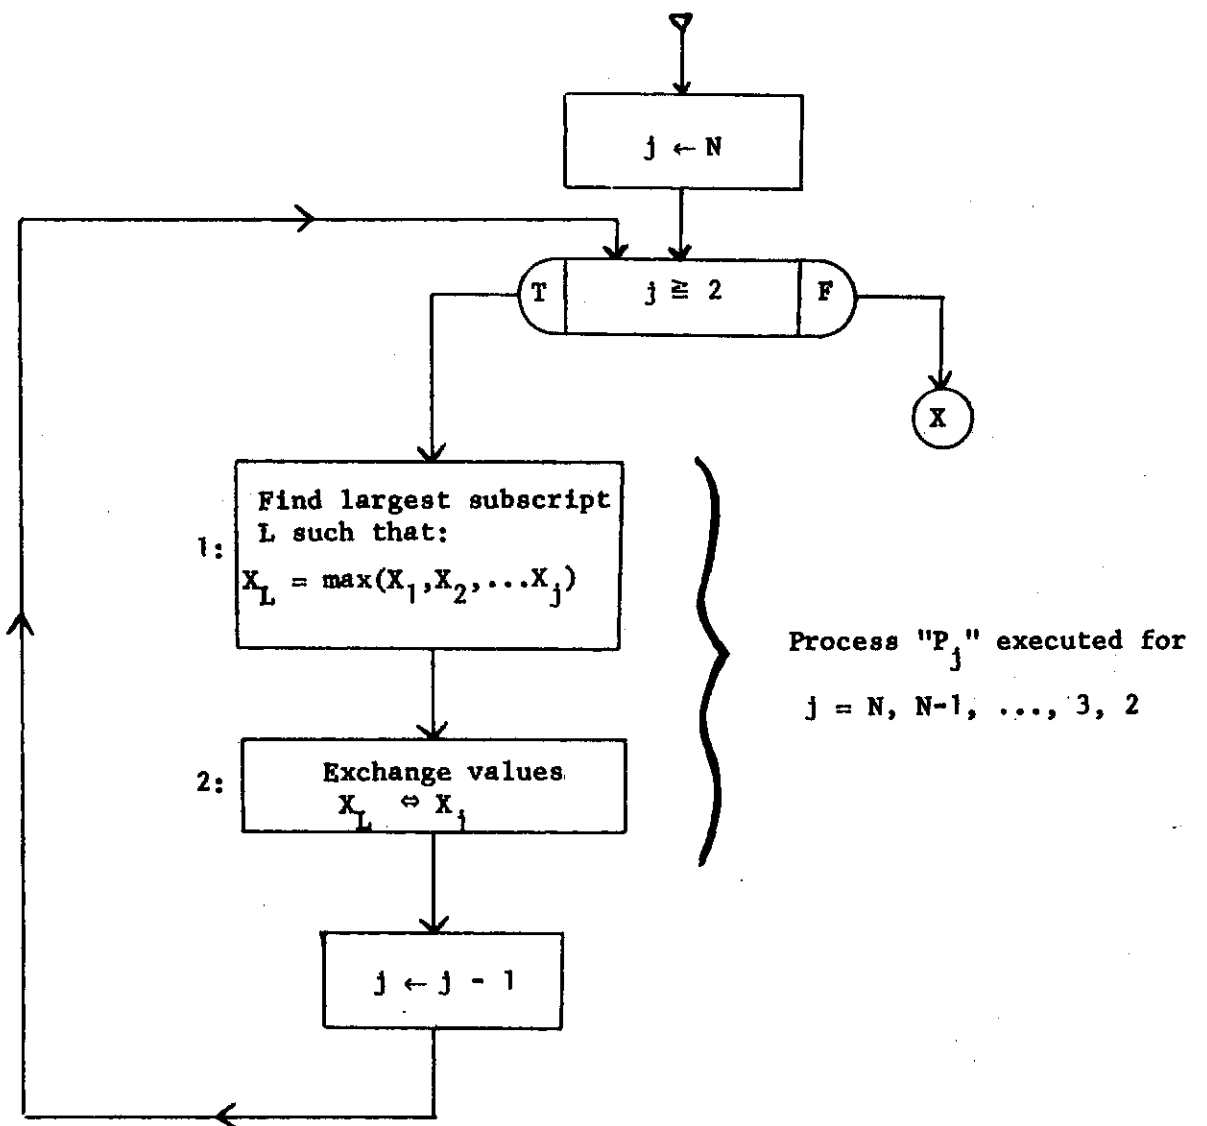 j ← N
T
j ≧ 2
F
X
1:
Find largest subscript
L such that:
X_L = max(X_1,X_2,...X_j)
Process "P_j" executed for
j = N, N-1, ..., 3, 2
2:
Exchange values
X_L ⇔ X_j
j ← j - 1